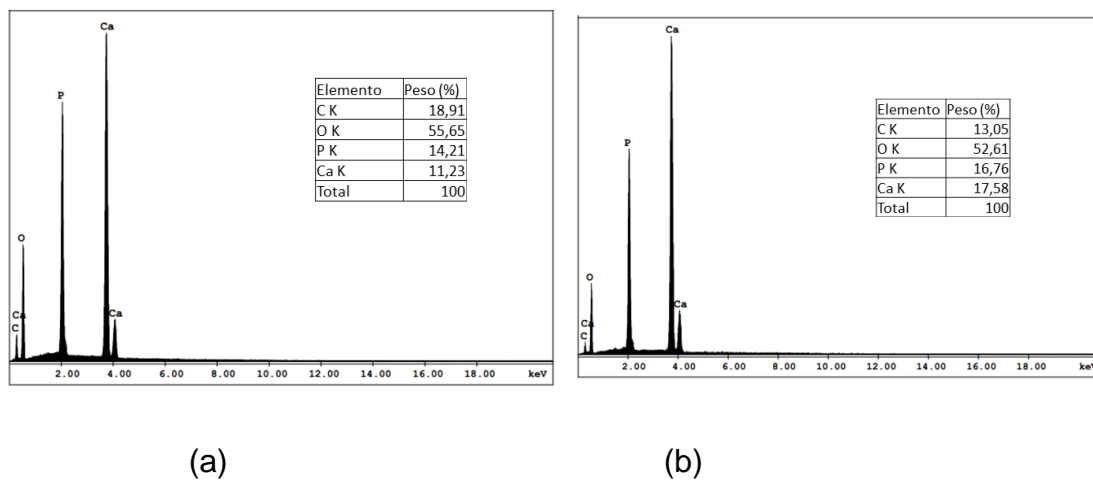 Ca
P
O
Ca
C
Ca
Elemento Peso (%)
C K 18,91
O K 55,65
P K 14,21
Ca K 11,23
Total 100
2.00 4.00 6.00 8.00 10.00 12.00 14.00 16.00 18.00 keV
(a)
Ca
P
O
Ca
C
Ca
Elemento Peso (%)
C K 13,05
O K 52,61
P K 16,76
Ca K 17,58
Total 100
2.00 4.00 6.00 8.00 10.00 12.00 14.00 16.00 18.00 keV
(b)